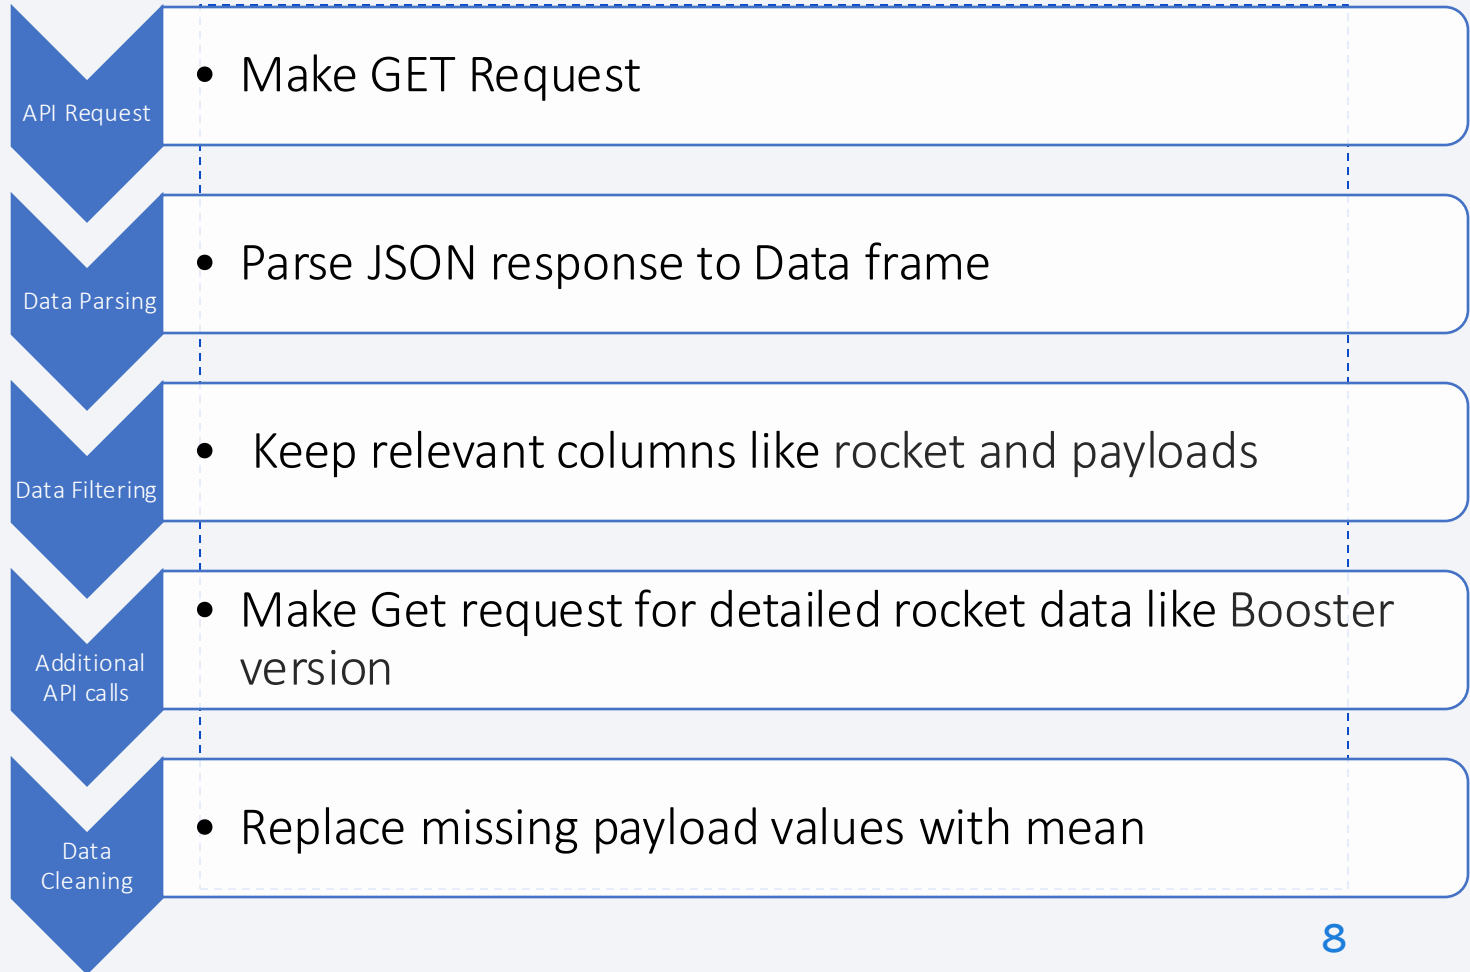 API Request
• Make GET Request
Data Parsing
• Parse JSON response to Data frame
Data Filtering
• Keep relevant columns like rocket and payloads
Additional
API calls
• Make Get request for detailed rocket data like Booster
version
Data
Cleaning
• Replace missing payload values with mean
8